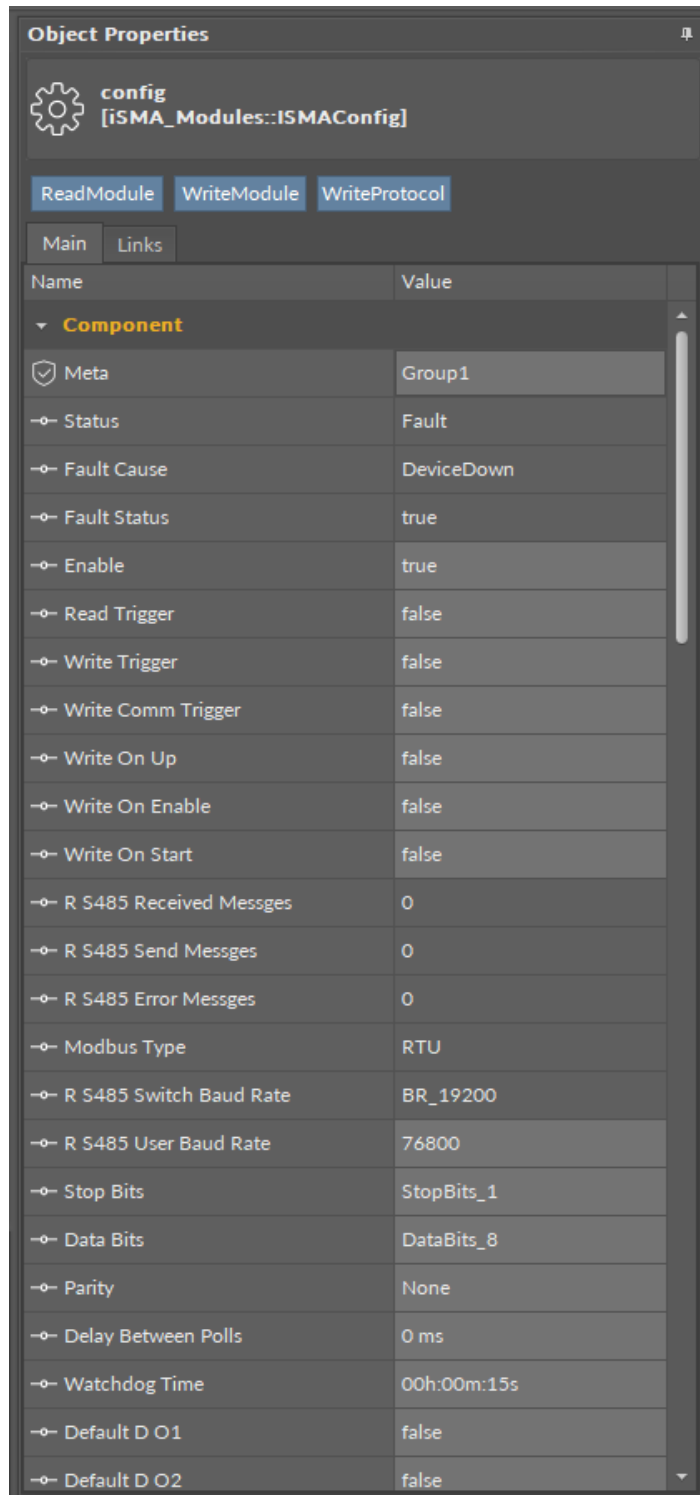 Object Properties
config
[iSMA_Modules::ISMAConfig]
ReadModule WriteModule WriteProtocol
Main Links
Name Value
Component
Meta Group1
Status Fault
Fault Cause DeviceDown
Fault Status true
Enable true
Read Trigger false
Write Trigger false
Write Comm Trigger false
Write On Up false
Write On Enable false
Write On Start false
R S485 Received Messges 0
R S485 Send Messges 0
R S485 Error Messges 0
Modbus Type RTU
R S485 Switch Baud Rate BR_19200
R S485 User Baud Rate 76800
Stop Bits StopBits_1
Data Bits DataBits_8
Parity None
Delay Between Polls 0 ms
Watchdog Time 00h:00m:15s
Default D O1 false
Default D O2 false